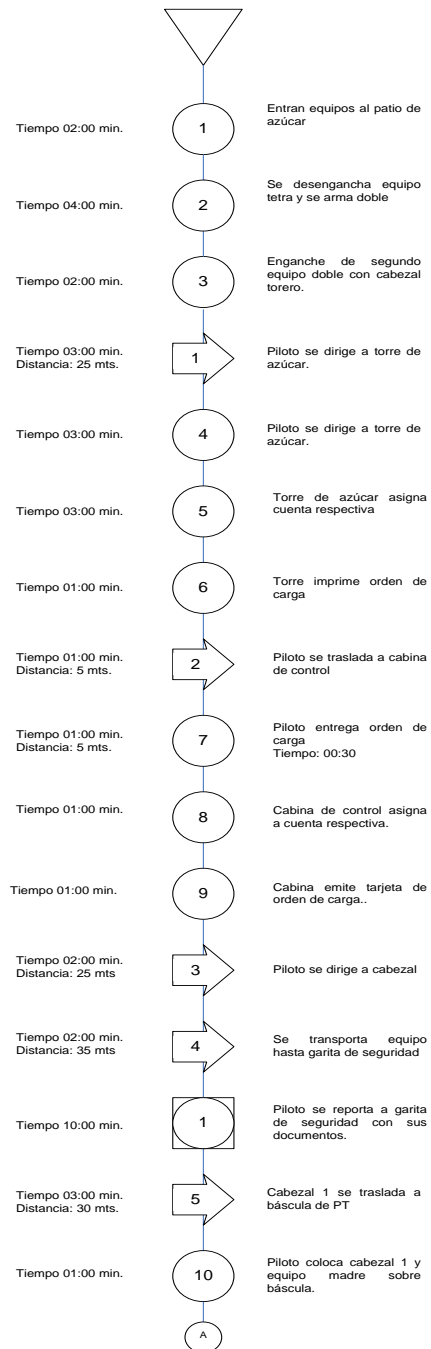 Tiempo 02:00 min.
1
Entran equipos al patio de
azúcar
Tiempo 04:00 min.
2
Se desengancha equipo
tetra y se arma doble
Tiempo 02:00 min.
3
Enganche de segundo
equipo doble con cabezal
torero.
Tiempo 03:00 min.
Distancia: 25 mts.
1
Piloto se dirige a torre de
azúcar.
Tiempo 03:00 min.
4
Piloto se dirige a torre de
azúcar.
Tiempo 03:00 min.
5
Torre de azúcar asigna
cuenta respectiva
Tiempo 01:00 min.
6
Torre imprime orden de
carga
Tiempo 01:00 min.
Distancia: 5 mts.
2
Piloto se traslada a cabina
de control
Tiempo 01:00 min.
Distancia: 5 mts.
7
Piloto entrega orden de
carga
Tiempo: 00:30
Tiempo 01:00 min.
8
Cabina de control asigna
a cuenta respectiva.
Tiempo 01:00 min.
9
Cabina emite tarjeta de
orden de carga..
Tiempo 02:00 min.
Distancia: 25 mts
3
Piloto se dirige a cabezal
Tiempo 02:00 min.
Distancia: 35 mts
4
Se transporta equipo
hasta garita de seguridad
Tiempo 10:00 min.
1
Piloto se reporta a garita
de seguridad con sus
documentos.
Tiempo 03:00 min.
Distancia: 30 mts.
5
Cabezal 1 se traslada a
báscula de PT
Tiempo 01:00 min.
10
Piloto coloca cabezal 1 y
equipo madre sobre
báscula.
A